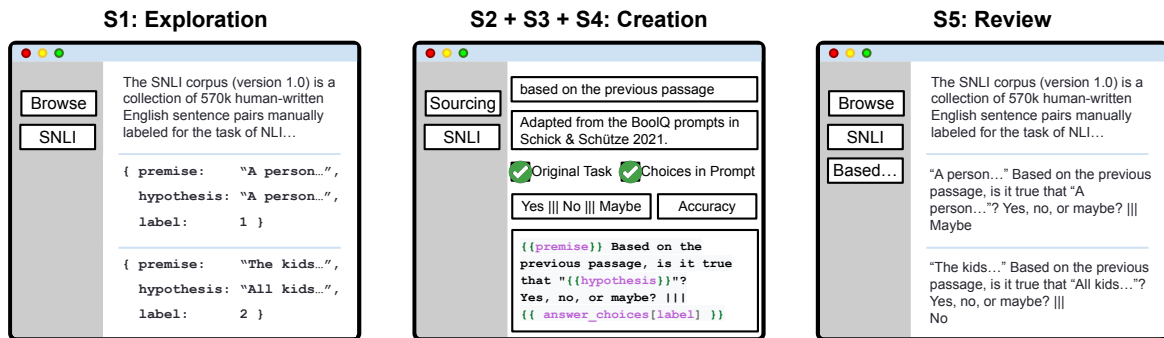 S1: Exploration
Browse
SNLI
The SNLI corpus (version 1.0) is a
collection of 570k human-written
English sentence pairs manually
labeled for the task of NLI…
{ premise: “A person…”,
hypothesis: “A person…”,
label: 1 }
{ premise: “The kids…”,
hypothesis: “All kids…”,
label: 2 }
S2 + S3 + S4: Creation
Sourcing
SNLI
based on the previous passage
Adapted from the BoolQ prompts in
Schick & Schütze 2021.
Original Task Choices in Prompt
Yes ||| No ||| Maybe Accuracy
{{premise}} Based on the
previous passage, is it true
that "{{hypothesis}}"?
Yes, no, or maybe? |||
{{ answer_choices[label] }}
S5: Review
Browse
SNLI
Based…
The SNLI corpus (version 1.0) is a
collection of 570k human-written
English sentence pairs manually
labeled for the task of NLI…
“A person…” Based on the previous
passage, is it true that “A
person…”? Yes, no, or maybe? |||
Maybe
“The kids…” Based on the previous
passage, is it true that “All kids…”?
Yes, no, or maybe? |||
No